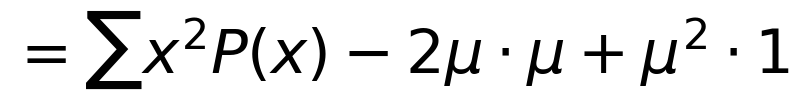 = ∑x²P(x) − 2μ · μ + μ² · 1